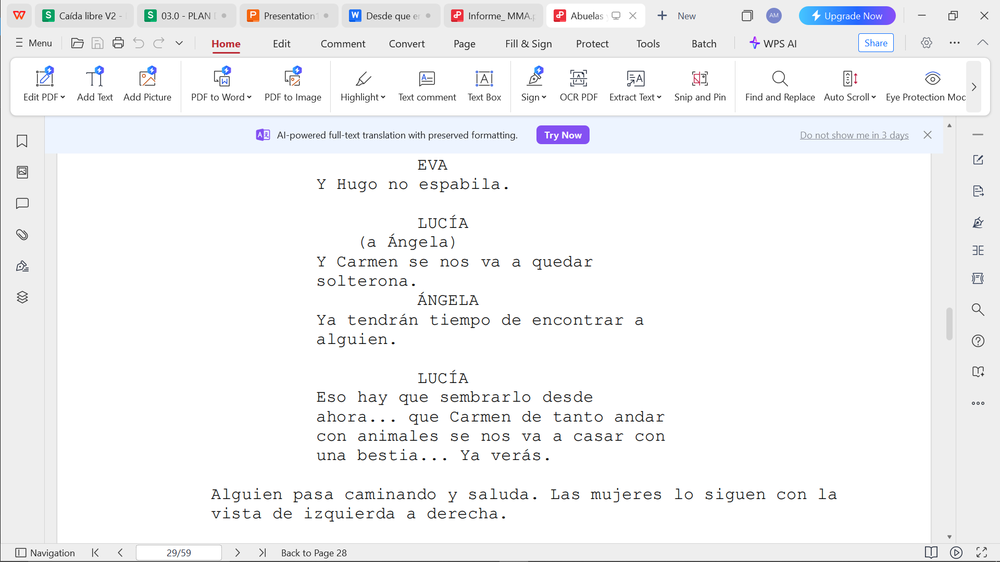 Caída libre V2 -
03.0 - PLAN
Presentation
Desde que
Informe_ MMA.p
Abuelas
New
AM
Upgrade Now
Menu
Home
Edit
Comment
Convert
Page
Fill & Sign
Protect
Tools
Batch
WPS AI
Share
Edit PDF
Add Text
Add Picture
PDF to Word
PDF to Image
Highlight
Text comment
Text Box
Sign
OCR PDF
Extract Text
Snip and Pin
Find and Replace
Auto Scroll
Eye Protection Moc
AI-powered full-text translation with preserved formatting.
Try Now
Do not show me in 3 days
EVA
Y Hugo no espabila.
LUCÍA
(a Ángela)
Y Carmen se nos va a quedar
solterona.
ÁNGELA
Ya tendrán tiempo de encontrar a
alguien.
LUCÍA
Eso hay que sembrarlo desde
ahora... que Carmen de tanto andar
con animales se nos va a casar con
una bestia... Ya verás.
Alguien pasa caminando y saluda. Las mujeres lo siguen con la
vista de izquierda a derecha.
Navigation
29/59
Back to Page 28